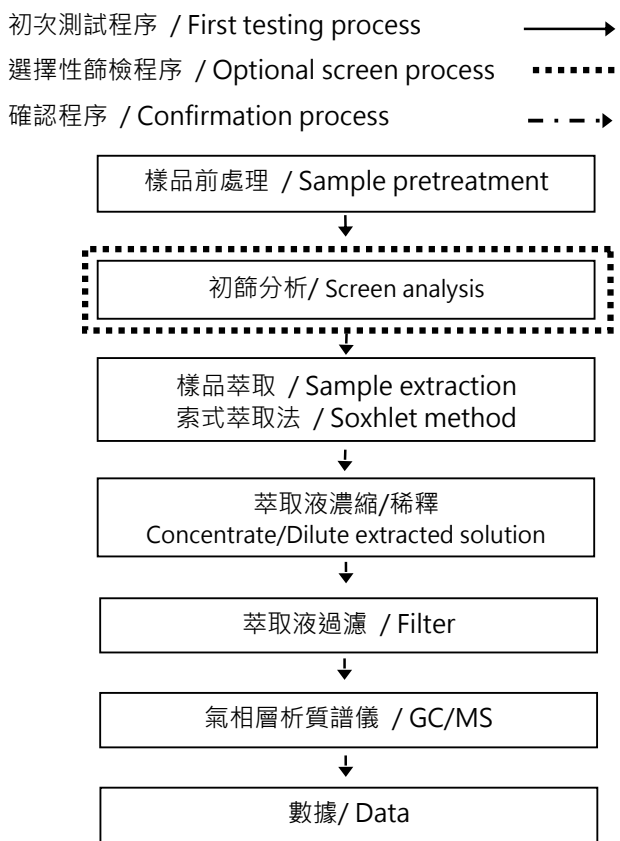 初次測試程序 / First testing process
選擇性篩檢程序 / Optional screen process
確認程序 / Confirmation process
樣品前處理 / Sample pretreatment
初篩分析/ Screen analysis
樣品萃取 / Sample extraction
索式萃取法 / Soxhlet method
萃取液濃縮/稀釋
Concentrate/Dilute extracted solution
萃取液過濾 / Filter
氣相層析質譜儀 / GC/MS
數據/ Data